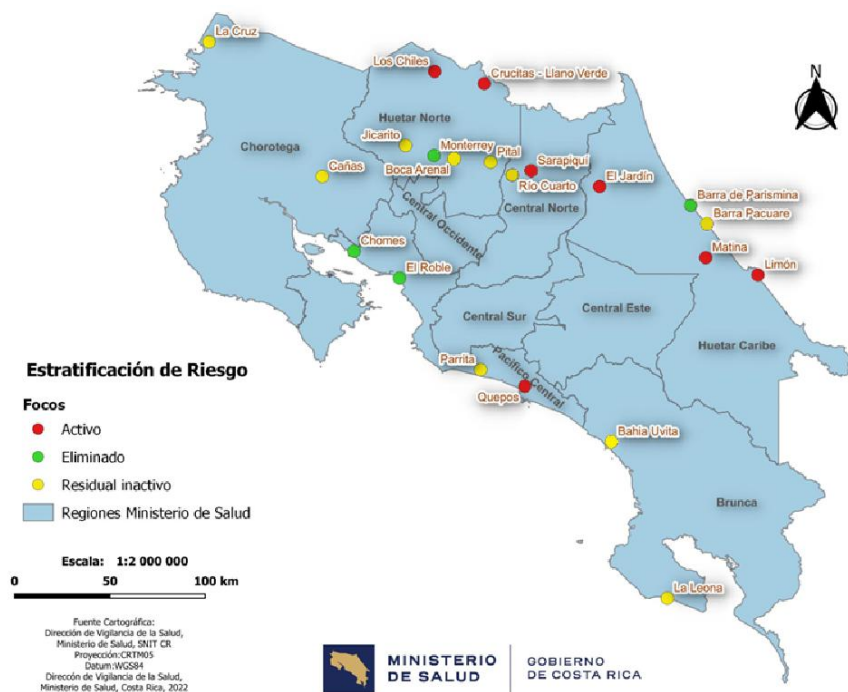 La Cruz
Los Chiles
Crucitas - Llano Verde
N
Huetar Norte
Jicarito
Monterrey
Pital
Chorotega
Boca Arenal
Sarapiquí
Cañas
Río Cuarto
El Jardín
Central Norte
Barra de Parismina
Barra Pacuare
Central Occidente
Chomes
Matina
El Roble
Limón
Central Sur
Central Este
Huetar Caribe
Parrita
Pacífico Central
Quepos
Bahía Uvita
Brunca
La Leona
Estratificación de Riesgo
Focos
Activo
Eliminado
Residual inactivo
Regiones Ministerio de Salud
Escala: 1:2 000 000
0 50 100 km
Fuente Cartográfica:
Dirección de Vigilancia de la Salud,
Ministerio de Salud, SNIT CR
Proyección:CRTM05
Datum:WGS84
Direccón de Vigilancia de la Salud,
Ministerio de Salud, Costa Rica, 2022
MINISTERIO
DE SALUD
GOBIERNO
DE COSTA RICA